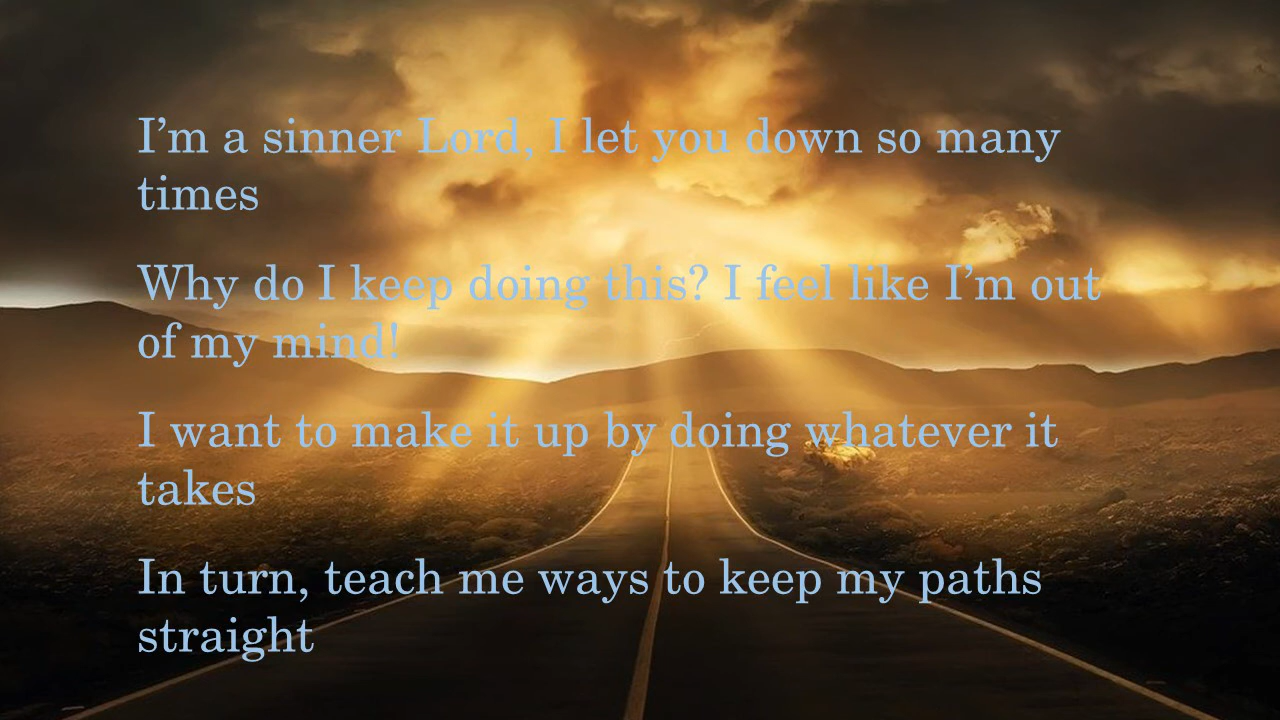 I’m a sinner Lord, I let you down so many
times
Why do I keep doing this? I feel like I’m out
of my mind!
I want to make it up by doing whatever it
takes
In turn, teach me ways to keep my paths
straight